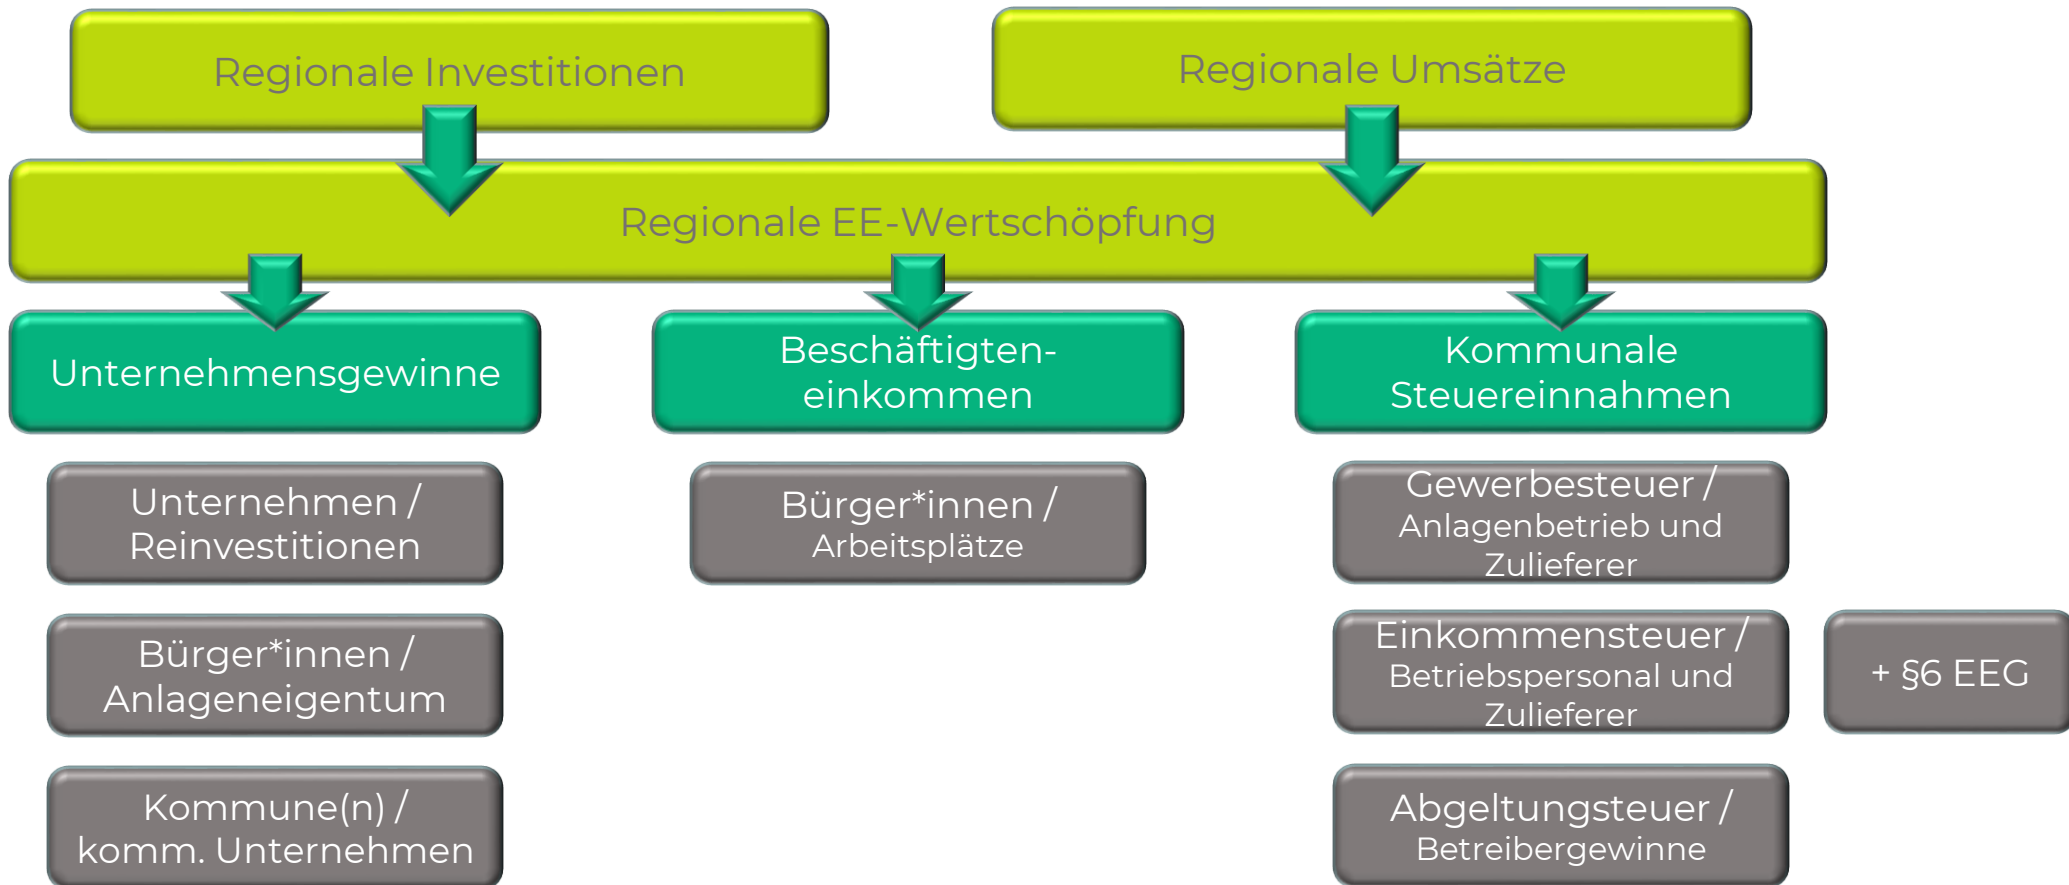 Regionale Investitionen
Regionale Umsätze
Regionale EE-Wertschöpfung
Unternehmensgewinne
Beschäftigten-
einkommen
Kommunale
Steuereinnahmen
Unternehmen /
Reinvestitionen
Bürger*innen /
Arbeitsplätze
Gewerbesteuer /
Anlagenbetrieb und
Zulieferer
Bürger*innen /
Anlageneigentum
Einkommensteuer /
Betriebspersonal und
Zulieferer
+ §6 EEG
Kommune(n) /
komm. Unternehmen
Abgeltungsteuer /
Betreibergewinne